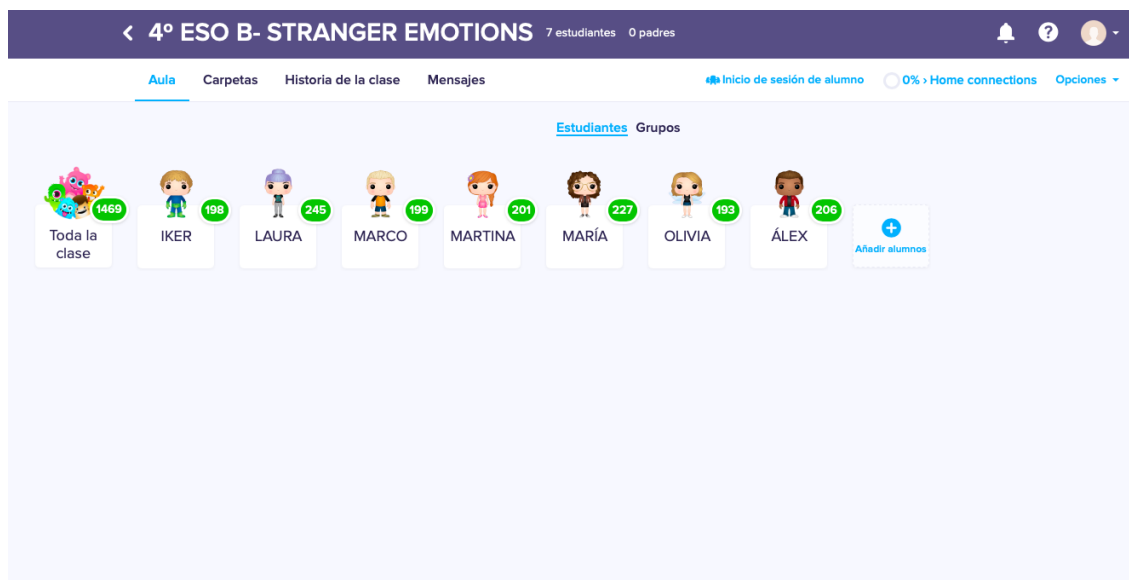 4º ESO B- STRANGER EMOTIONS 7 estudiantes 0 padres
Aula Carpetas Historia de la clase Mensajes Inicio de sesión de alumno 0% › Home connections Opciones
Estudiantes Grupos
1469 198 245 199 201 227 193 206
Toda la clase IKER LAURA MARCO MARTINA MARÍA OLIVIA ÁLEX Añadir alumnos